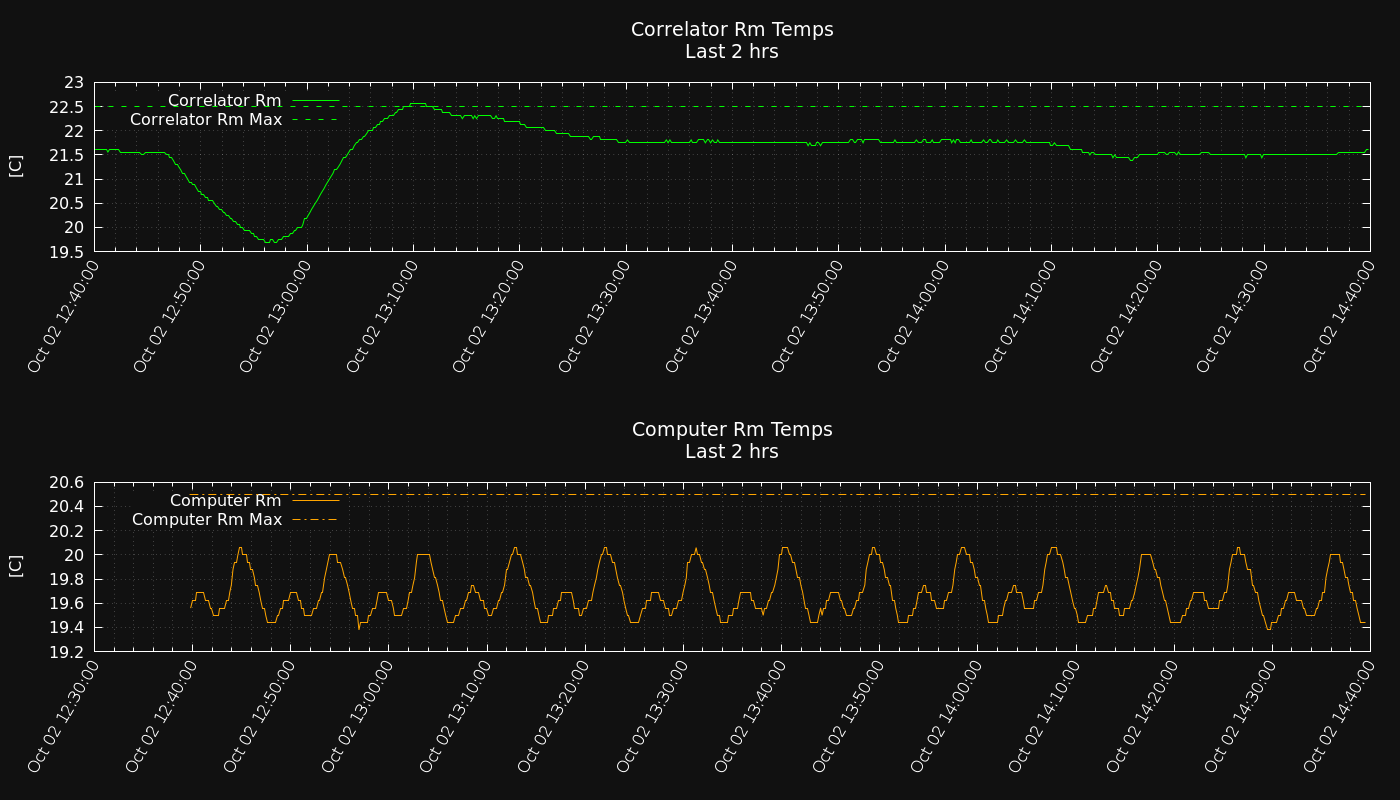 Correlator Rm Temps
Last 2 hrs
23
22.5
22
21.5
21
20.5
20
19.5
[C]
Correlator Rm
Correlator Rm Max
Oct 02 12:40:00
Oct 02 12:50:00
Oct 02 13:00:00
Oct 02 13:10:00
Oct 02 13:20:00
Oct 02 13:30:00
Oct 02 13:40:00
Oct 02 13:50:00
Oct 02 14:00:00
Oct 02 14:10:00
Oct 02 14:20:00
Oct 02 14:30:00
Oct 02 14:40:00
Computer Rm Temps
Last 2 hrs
20.6
20.4
20.2
20
19.8
19.6
19.4
19.2
[C]
Computer Rm
Computer Rm Max
Oct 02 12:30:00
Oct 02 12:40:00
Oct 02 12:50:00
Oct 02 13:00:00
Oct 02 13:10:00
Oct 02 13:20:00
Oct 02 13:30:00
Oct 02 13:40:00
Oct 02 13:50:00
Oct 02 14:00:00
Oct 02 14:10:00
Oct 02 14:20:00
Oct 02 14:30:00
Oct 02 14:40:00